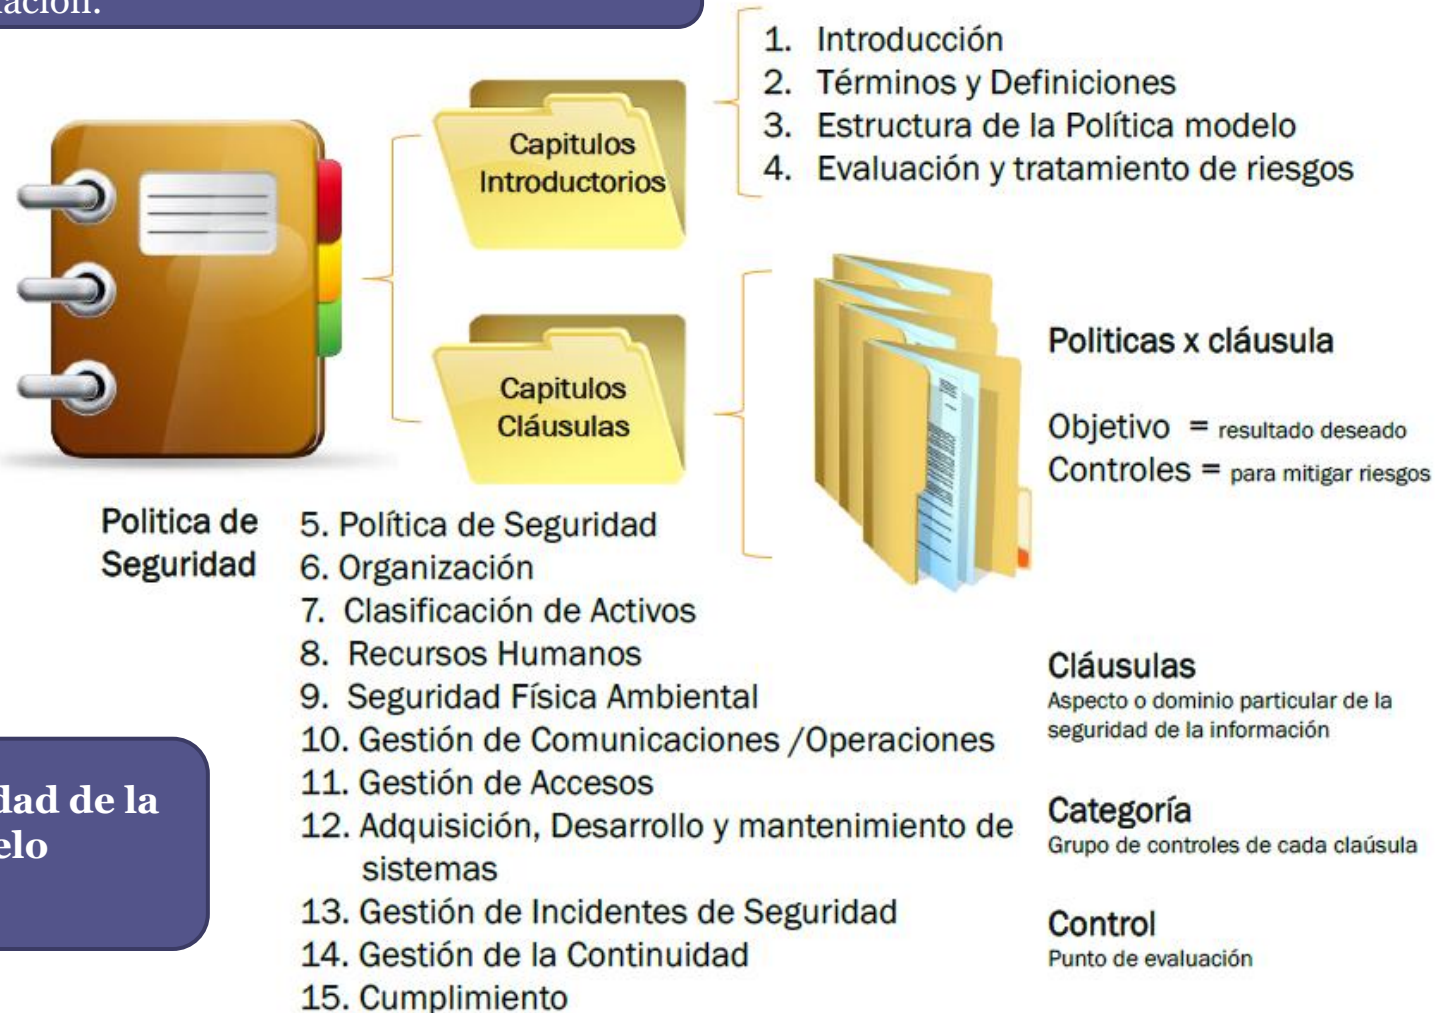 1. Introducción
2. Términos y Definiciones
3. Estructura de la Política modelo
4. Evaluación y tratamiento de riesgos
Capitulos
Introductorios
Capitulos
Cláusulas
Politicas x cláusula
Objetivo = resultado deseado
Controles = para mitigar riesgos
Politica de
Seguridad
5. Política de Seguridad
6. Organización
7. Clasificación de Activos
8. Recursos Humanos
9. Seguridad Física Ambiental
10. Gestión de Comunicaciones /Operaciones
11. Gestión de Accesos
12. Adquisición, Desarrollo y mantenimiento de
sistemas
13. Gestión de Incidentes de Seguridad
14. Gestión de la Continuidad
15. Cumplimiento
Cláusulas
Aspecto o dominio particular de la
seguridad de la información
Categoría
Grupo de controles de cada claúsula
Control
Punto de evaluación
dad de la
elo